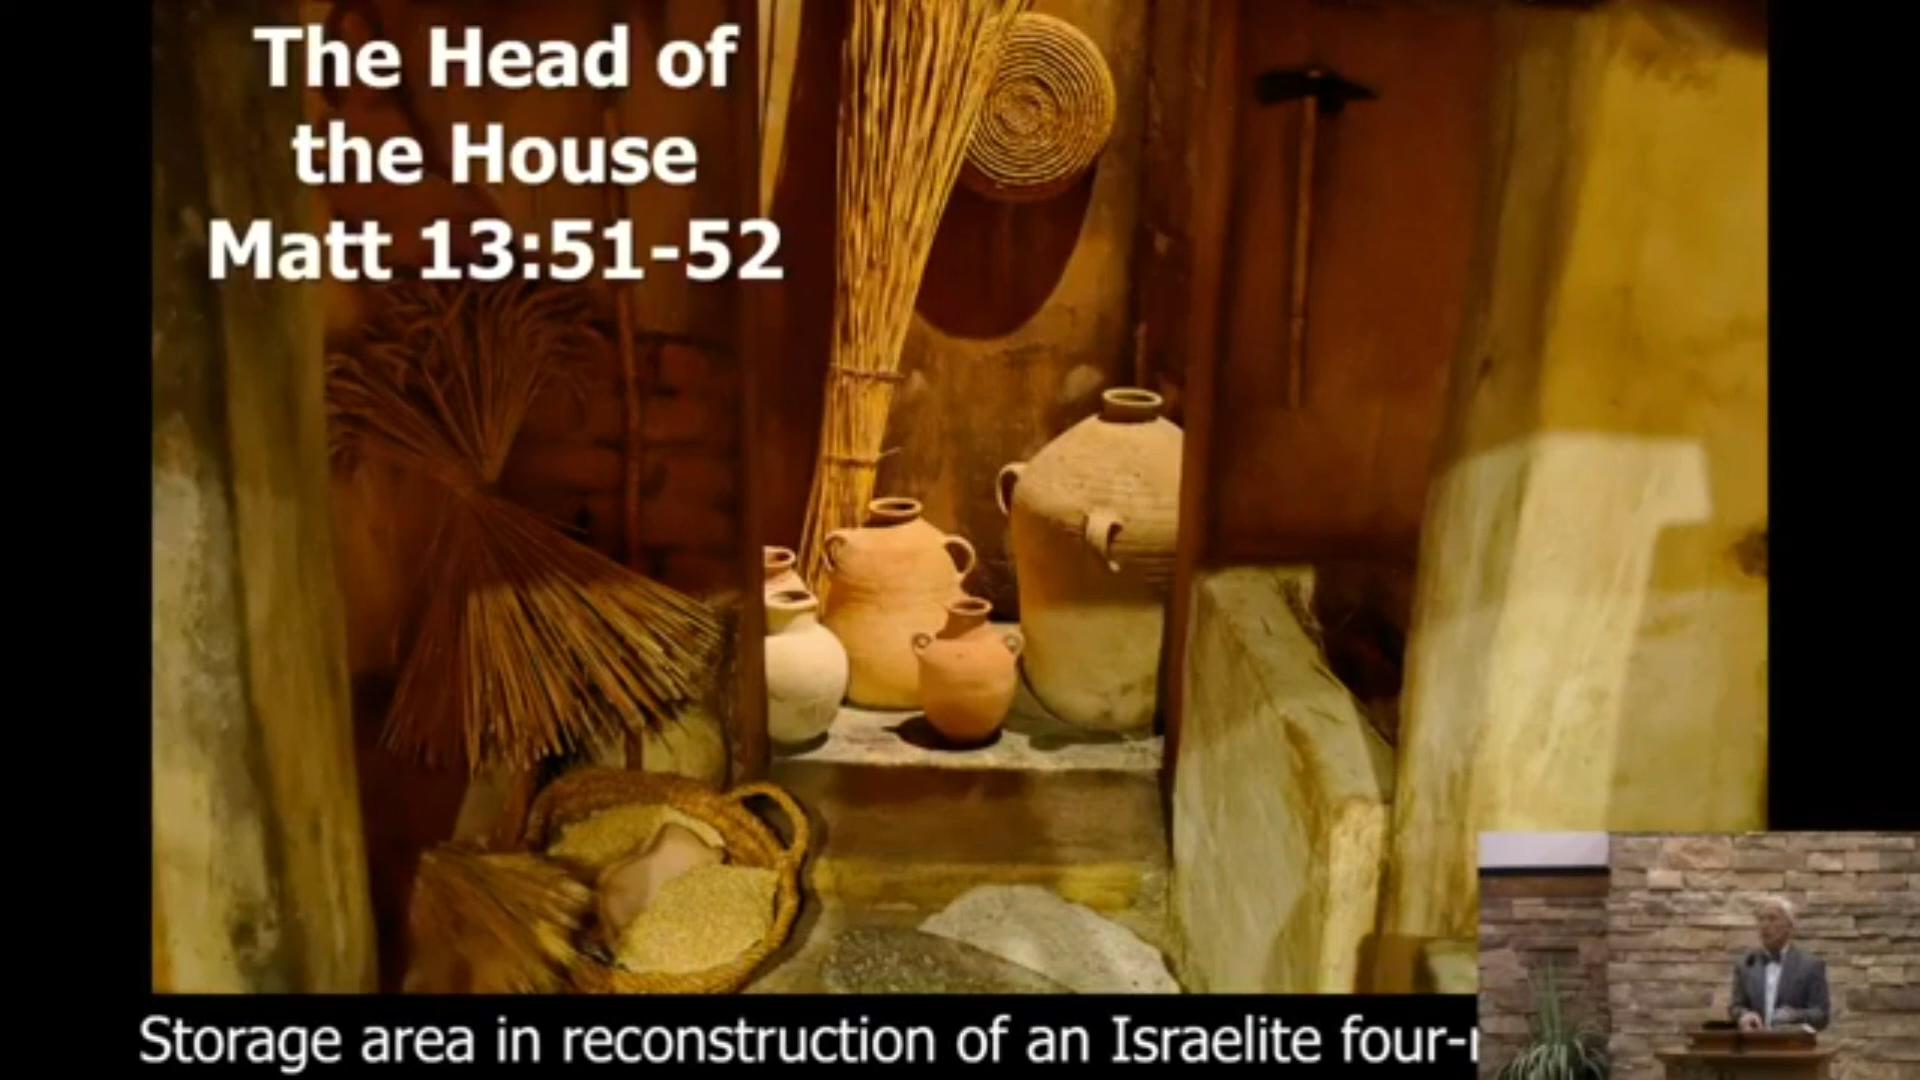 The Head of
the House
Matt 13:51-52
Storage area in reconstruction of an Israelite four-